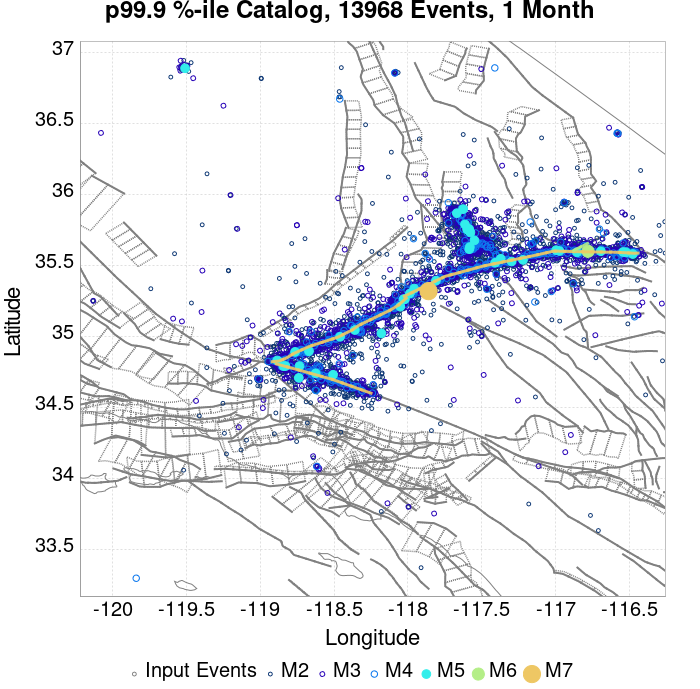 p99.9 %-ile Catalog, 13968 Events, 1 Month
37
36.5
36
35.5
35
34.5
34
33.5
Latitude
-120 -119.5 -119 -118.5 -118 -117.5 -117 -116.5
Longitude
Input Events M2 M3 M4 M5 M6 M7